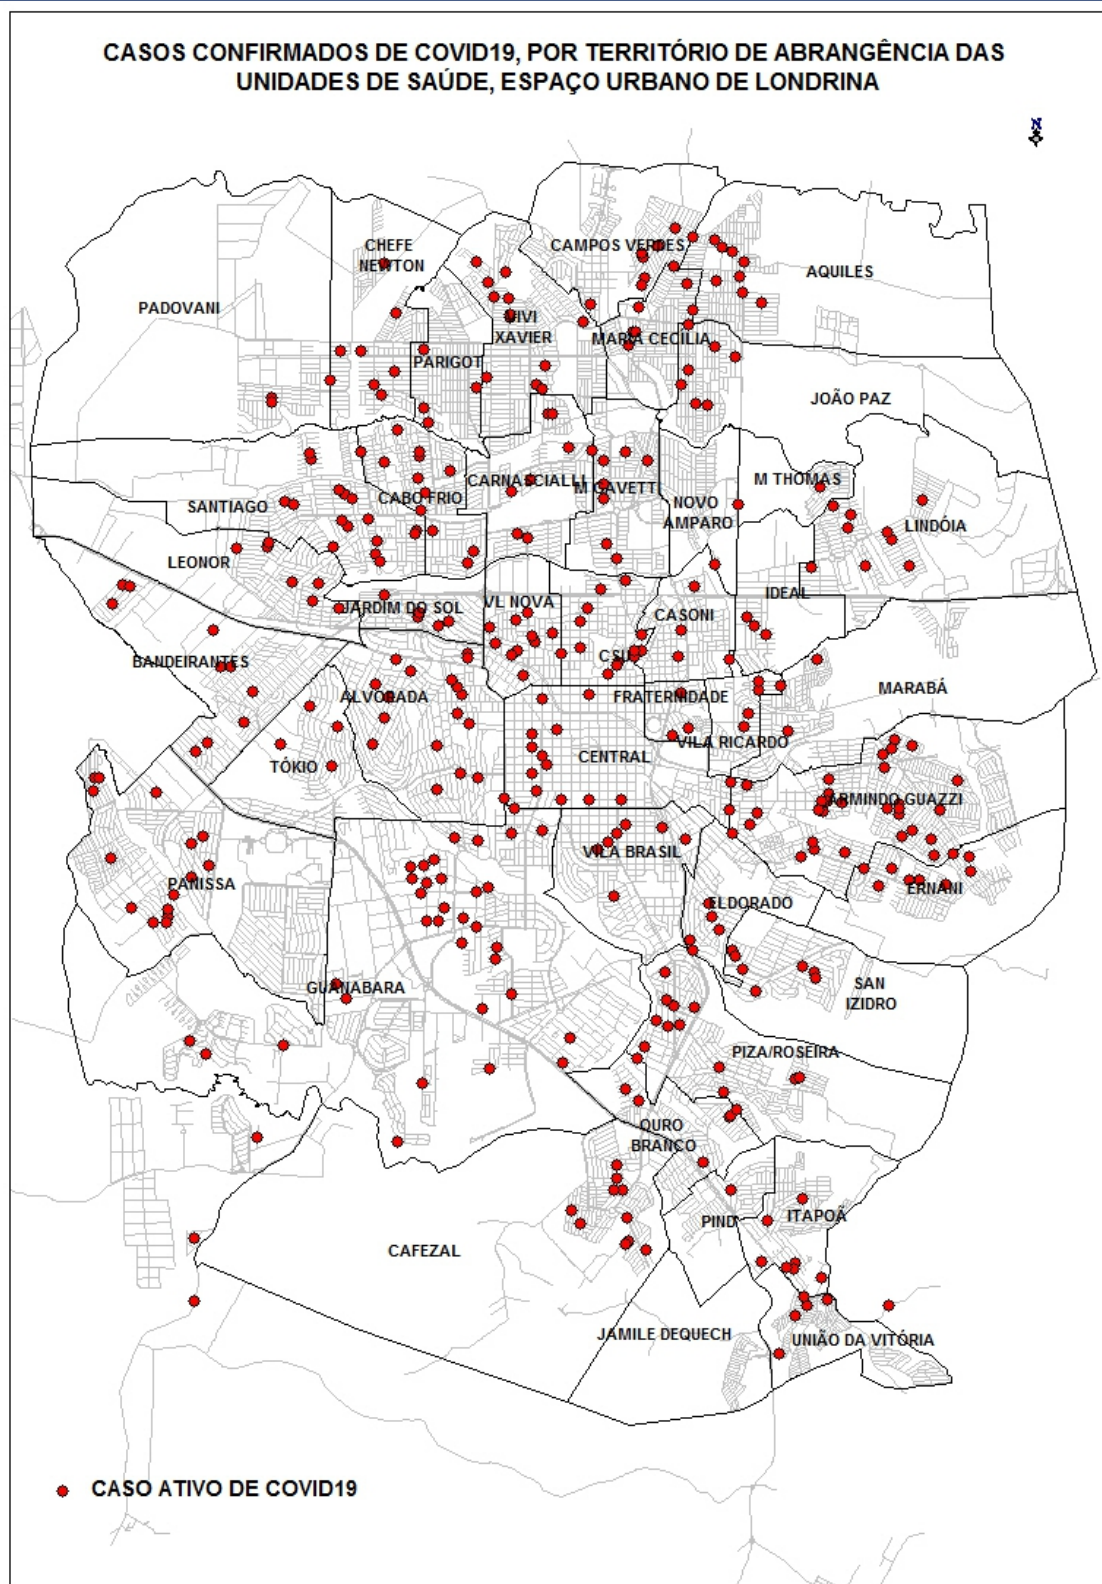 CASOS CONFIRMADOS DE COVID19, POR TERRITÓRIO DE ABRANGÊNCIA DAS
UNIDADES DE SAÚDE, ESPAÇO URBANO DE LONDRINA
N
CHEFE
NEWTON
CAMPOS VERDES
AQUILES
PADOVANI
VIVI
XAVIER
MARIA CECÍLIA
PARIGOT
JOÃO PAZ
CARNASCIALLI
M THOMAS
M GAVETTI
CABO FRIO
SANTIAGO
NOVO
AMPARO
LINDÓIA
LEONOR
IDEAL
JARDIM DO SOL
VL NOVA
CASONI
CSU
BANDEIRANTES
MARABÁ
ALVORADA
FRATERNIDADE
VILA RICARDO
CENTRAL
TÓKIO
ARMINDO GUAZZI
VILA BRASIL
PANISSA
ERNANI
ELDORADO
GUANABARA
SAN
IZIDRO
PIZA/ROSEIRA
OURO
BRANCO
PIND
ITAPOÃ
CAFEZAL
JAMILE DEQUECH
UNIÃO DA VITÓRIA
CASO ATIVO DE COVID19